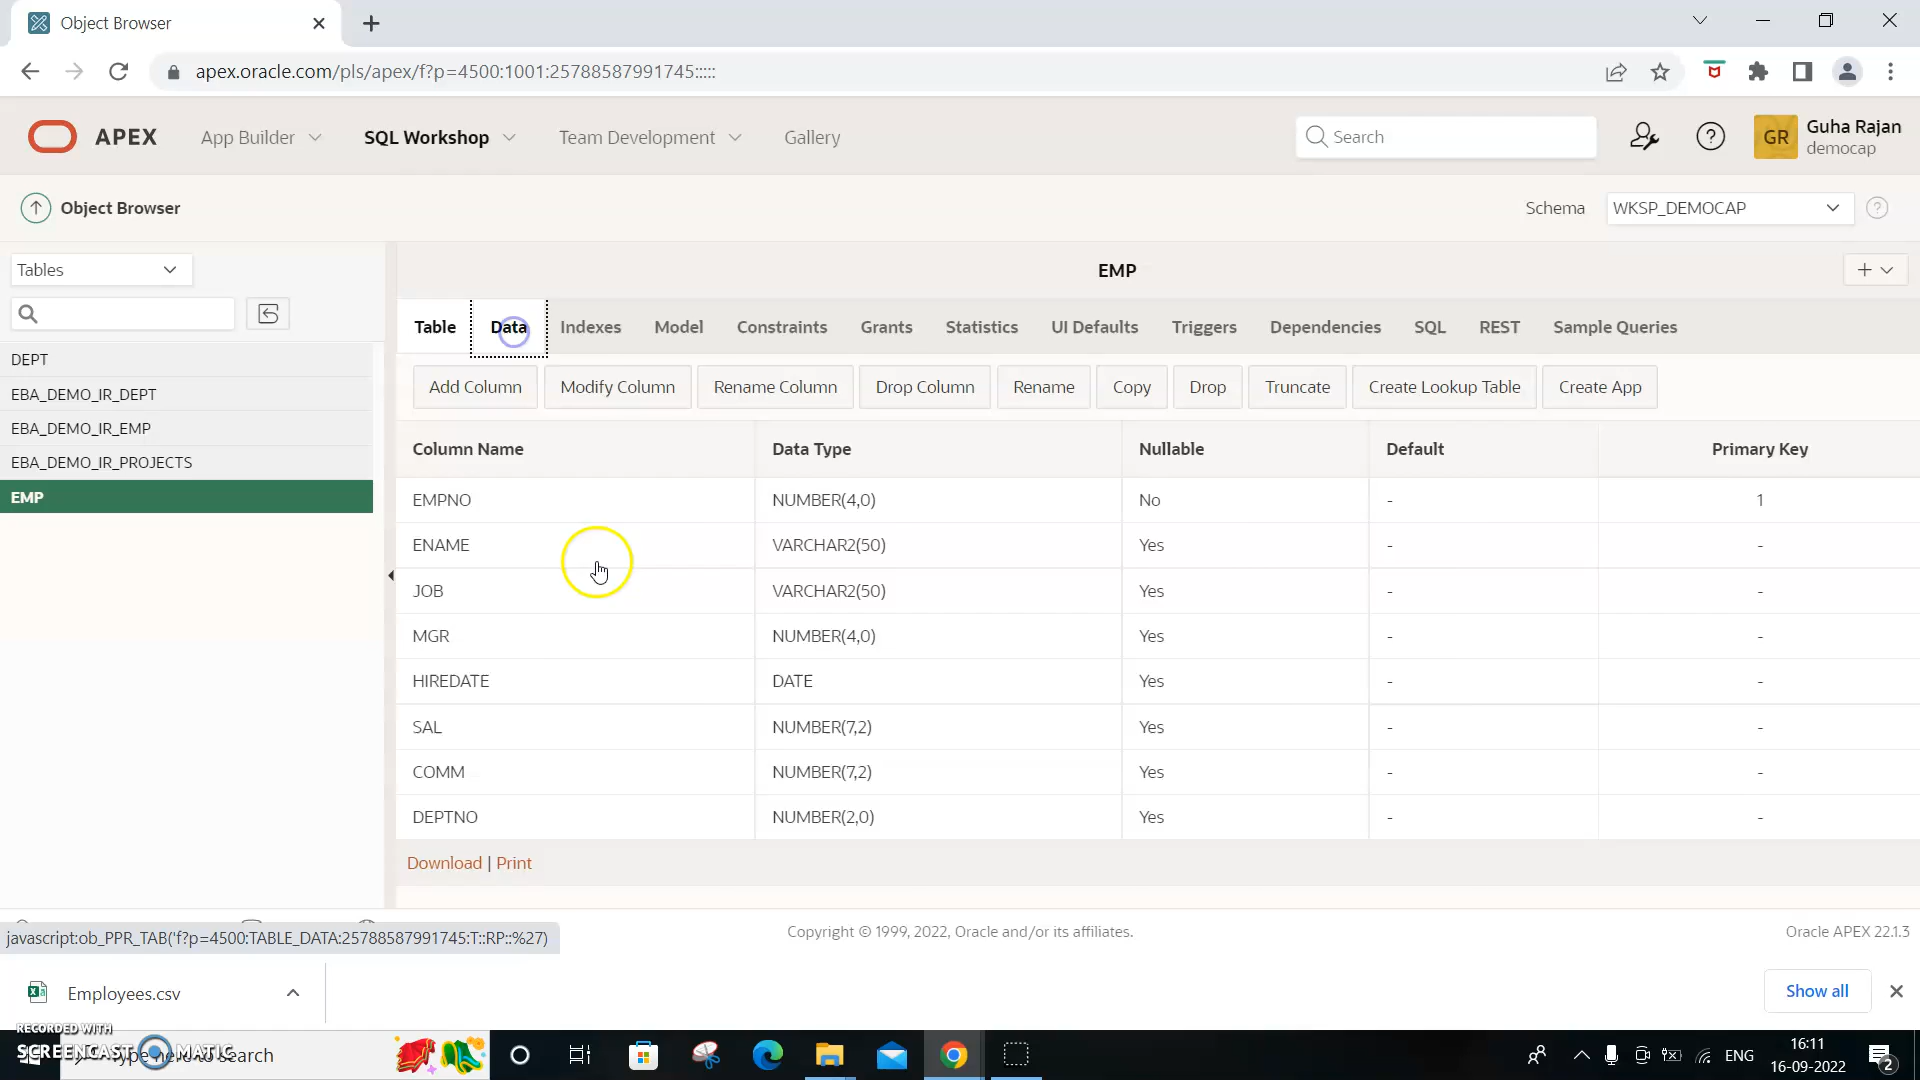 Object Browser
apex.oracle.com/pls/apex/f?p=4500:1001:25788587991745:::::
APEX
App Builder
SQL Workshop
Team Development
Gallery
Search
GR
Guha Rajan
democap
Object Browser
Schema
WKSP_DEMOCAP
Tables
EMP
Table
Data
Indexes
Model
Constraints
Grants
Statistics
UI Defaults
Triggers
Dependencies
SQL
REST
Sample Queries
DEPT
EBA_DEMO_IR_DEPT
EBA_DEMO_IR_EMP
EBA_DEMO_IR_PROJECTS
EMP
Add Column
Modify Column
Rename Column
Drop Column
Rename
Copy
Drop
Truncate
Create Lookup Table
Create App
Column Name Data Type Nullable Default Primary Key
EMPNO NUMBER(4,0) No - 1
ENAME VARCHAR2(50) Yes - -
JOB VARCHAR2(50) Yes - -
MGR NUMBER(4,0) Yes - -
HIREDATE DATE Yes - -
SAL NUMBER(7,2) Yes - -
COMM NUMBER(7,2) Yes - -
DEPTNO NUMBER(2,0) Yes - -
Download | Print
javascript:ob_PPR_TAB('f?p=4500:TABLE_DATA:25788587991745:T::RP::%27)
Copyright © 1999, 2022, Oracle and/or its affiliates.
Oracle APEX 22.1.3
Employees.csv
Show all
RECORDED WITH
SCREENCAST MATIC
Type here to search
ENG
16:11
16-09-2022
2